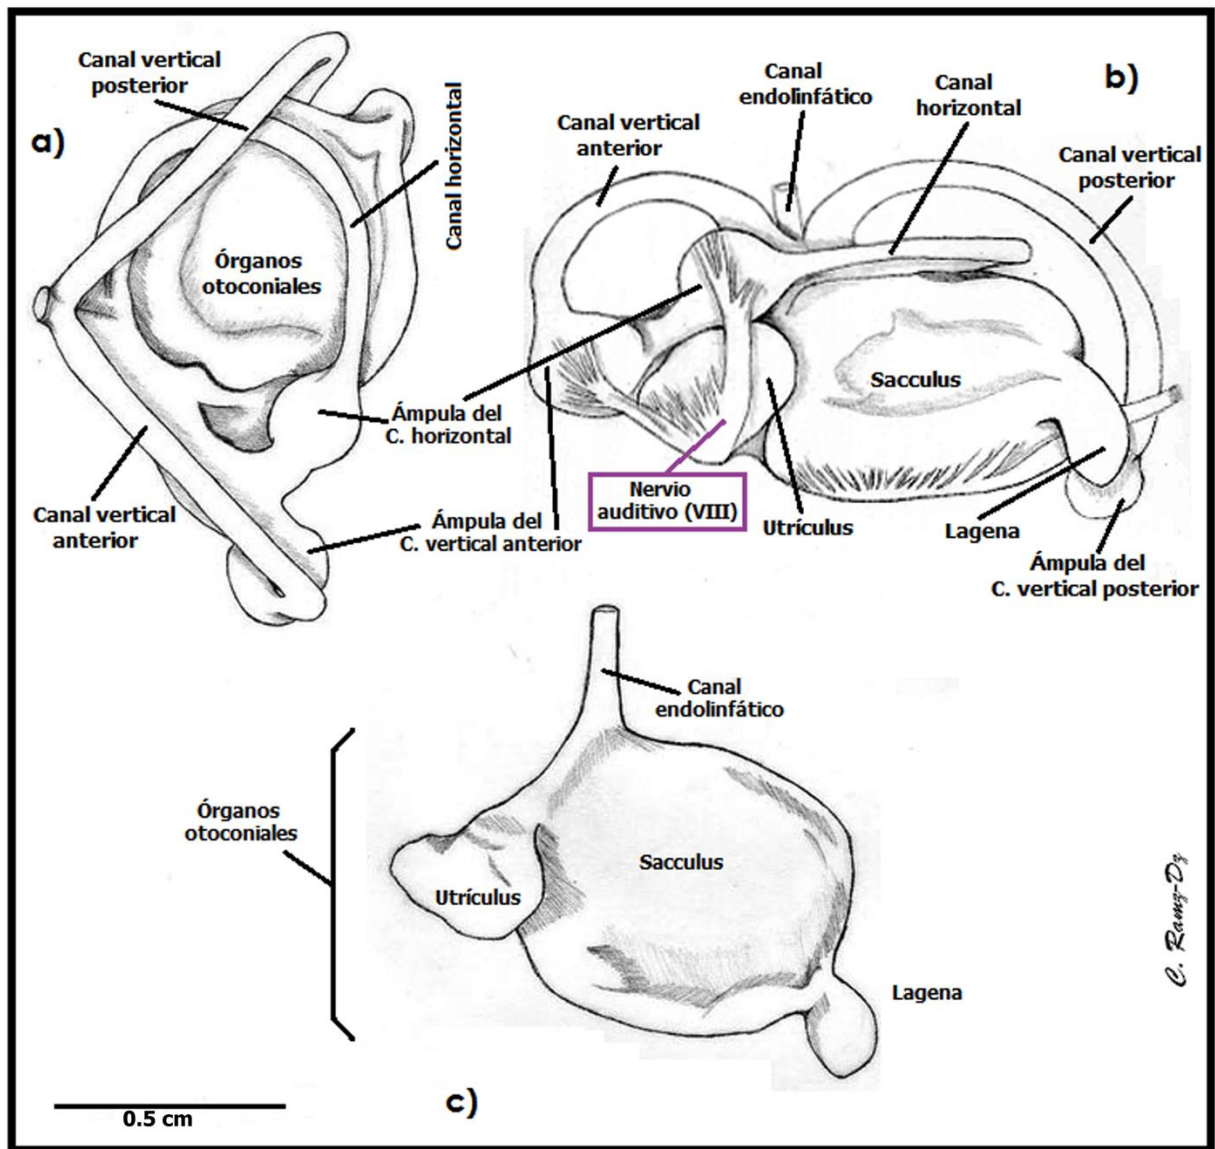 a)
Canal vertical
posterior
Canal horizontal
Órganos
otoconiales
Ámpula del
C. horizontal
Canal vertical
anterior
Ámpula del
C. vertical anterior
b)
Canal
endolinfático
Canal
horizontal
Canal vertical
anterior
Canal vertical
posterior
Sacculus
Nervio
auditivo (VIII)
Utrículus
Lagena
Ámpula del
C. vertical posterior
Canal
endolinfático
Órganos
otoconiales
Sacculus
Utrículus
Lagena
c)
0.5 cm
C. Ramz-Dz